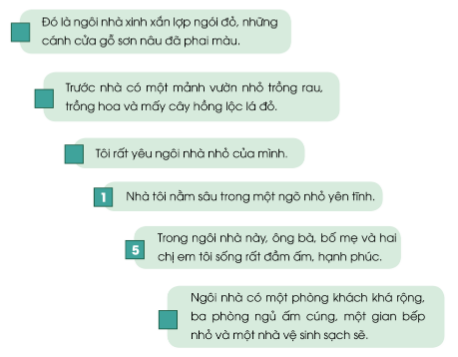 Đó là ngôi nhà xinh xắn lợp ngói đỏ, những
cánh cửa gỗ sơn nâu đã phai màu.
Trước nhà có một mảnh vườn nhỏ trồng rau,
trồng hoa và mấy cây hồng lộc lá đỏ.
Tôi rất yêu ngôi nhà nhỏ của mình.
1 Nhà tôi nằm sâu trong một ngõ nhỏ yên tĩnh.
5 Trong ngôi nhà này, ông bà, bố mẹ và hai
chị em tôi sống rất đầm ấm, hạnh phúc.
Ngôi nhà có một phòng khách khá rộng,
ba phòng ngủ ấm cúng, một gian bếp
nhỏ và một nhà vệ sinh sạch sẽ.